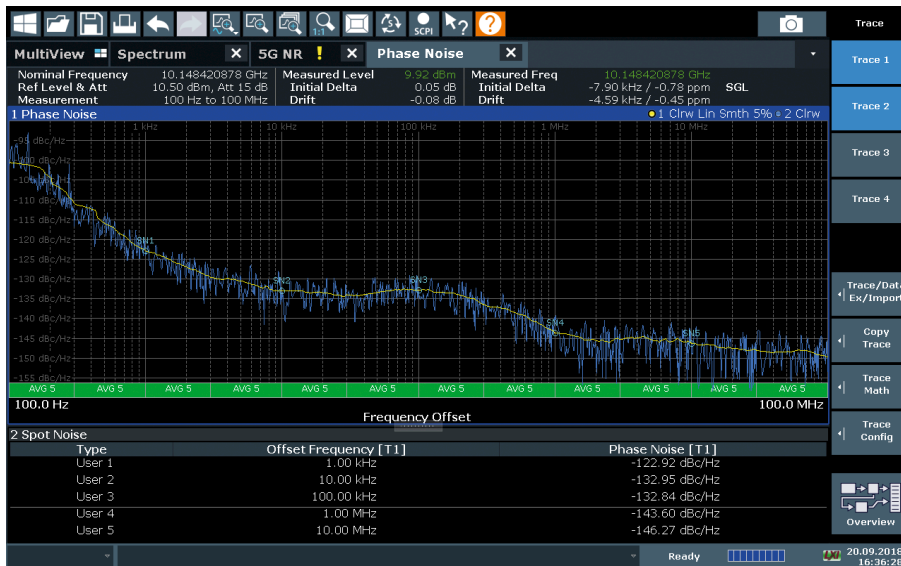 1:1
SCPI
?
?
Trace
MultiView Spectrum X 5G NR ! X Phase Noise X
Nominal Frequency 10.148420878 GHz Measured Level 9.92 dBm Measured Freq 10.148420878 GHz
Ref Level & Att 10.50 dBm, Att 15 dB Initial Delta 0.05 dB Initial Delta -7.90 kHz / -0.78 ppm SGL
Measurement 100 Hz to 100 MHz Drift -0.08 dB Drift -4.59 kHz / -0.45 ppm
1 Phase Noise 1 Clrw Lin Smth 5% 2 Clrw
1 kHz 10 kHz 100 kHz 1 MHz 10 MHz
-95 dBc/Hz
-100 dBc/Hz
-105 dBc/Hz
-110 dBc/Hz
-115 dBc/Hz
-120 dBc/Hz
-125 dBc/Hz
-130 dBc/Hz
-135 dBc/Hz
-140 dBc/Hz
-145 dBc/Hz
-150 dBc/Hz
-155 dBc/Hz
SN1
SN2
SN3
SN4
SN5
AVG 5 AVG 5 AVG 5 AVG 5 AVG 5 AVG 5 AVG 5 AVG 5 AVG 5 AVG 5 AVG 5 AVG 5
100.0 Hz 100.0 MHz
Frequency Offset
2 Spot Noise
Type Offset Frequency [T1] Phase Noise [T1]
User 1 1.00 kHz -122.92 dBc/Hz
User 2 10.00 kHz -132.95 dBc/Hz
User 3 100.00 kHz -132.84 dBc/Hz
User 4 1.00 MHz -143.60 dBc/Hz
User 5 10.00 MHz -146.27 dBc/Hz
Trace 1
Trace 2
Trace 3
Trace 4
Trace/Data
Ex/Import
Copy
Trace
Trace
Math
Trace
Config
Overview
Ready
LXI
20.09.2018
16:36:28